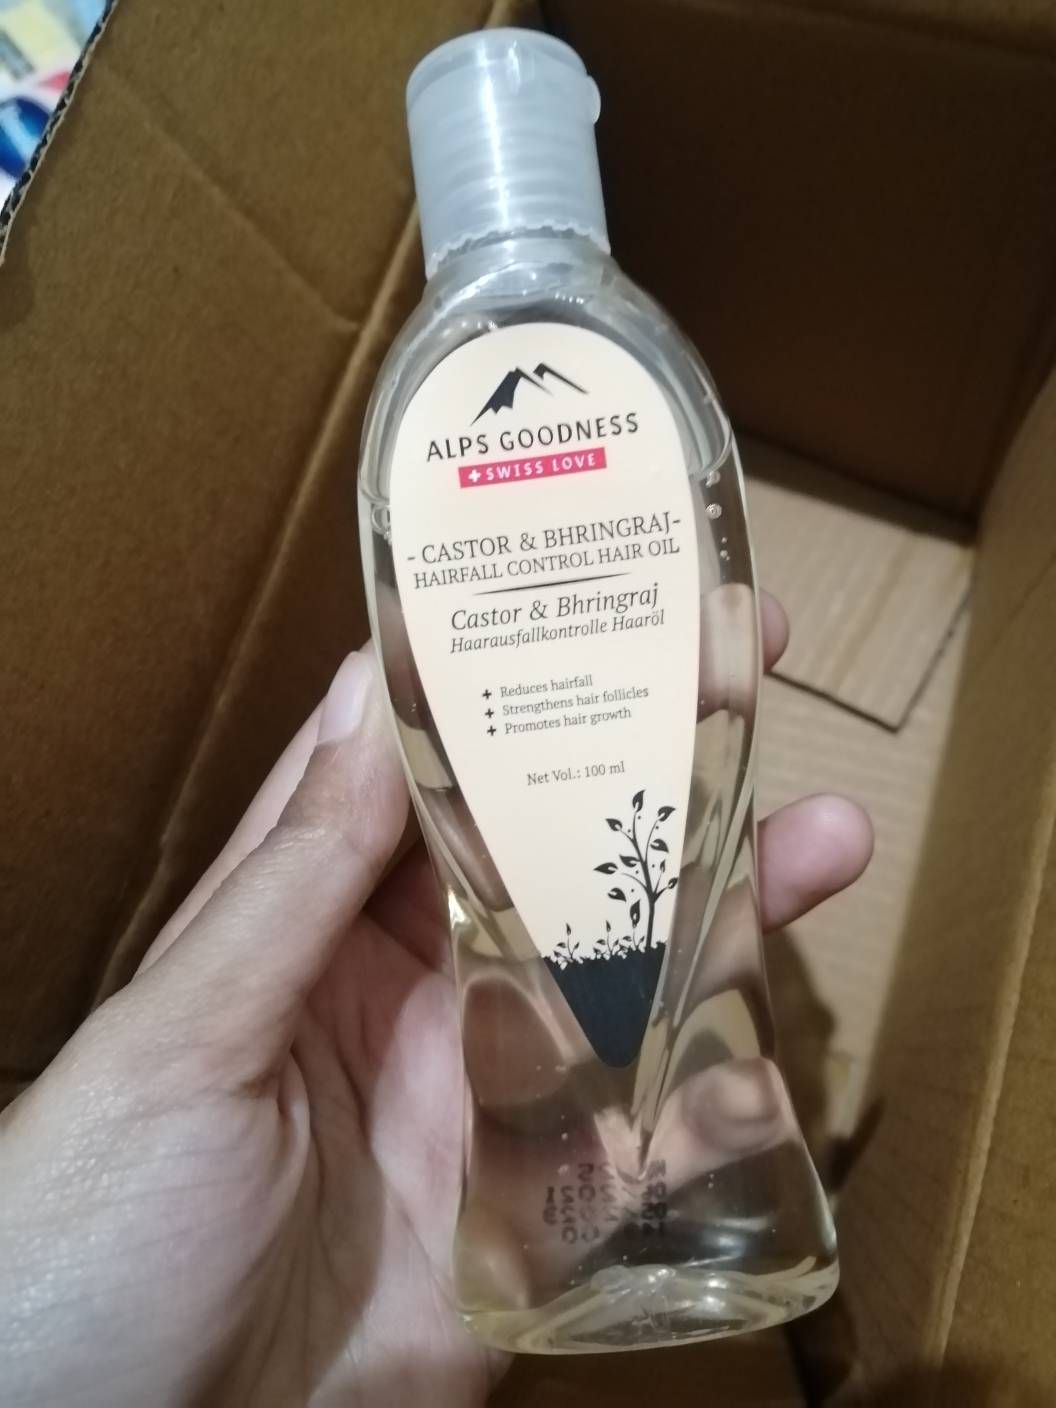 ALPS GOODNESS
SWISS LOVE
- CASTOR & BHRINGRAJ-
HAIRFALL CONTROL HAIR OIL
Castor & Bhringraj
Haarausfallkontrolle Haaröl
+ Reduces hairfall
+ Strengthens hair follicles
+ Promotes hair growth
Net Vol.: 100 ml